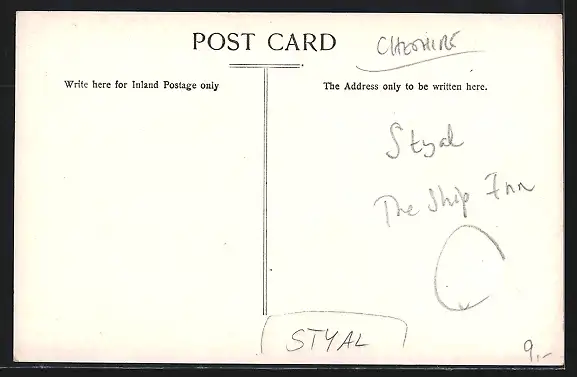 POST CARD
CHESHIRE
Write here for Inland Postage only
The Address only to be written here.
Styal
The Ship Inn
STYAL
9,-